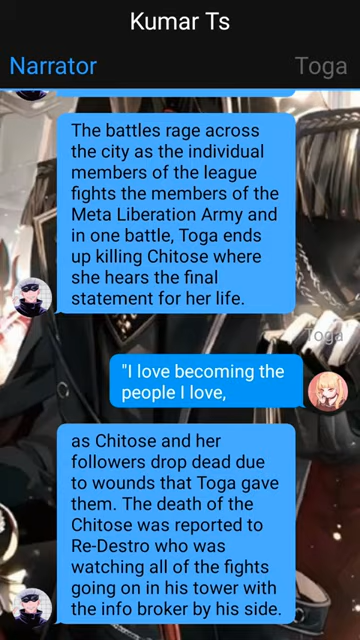 Kumar Ts
Narrator
Toga
The battles rage across
the city as the individual
members of the league
fights the members of the
Meta Liberation Army and
in one battle, Toga ends
up killing Chitose where
she hears the final
statement for her life.
Toga
"I love becoming the
people I love,
as Chitose and her
followers drop dead due
to wounds that Toga gave
them. The death of the
Chitose was reported to
Re-Destro who was
watching all of the fights
going on in his tower with
the info broker by his side.